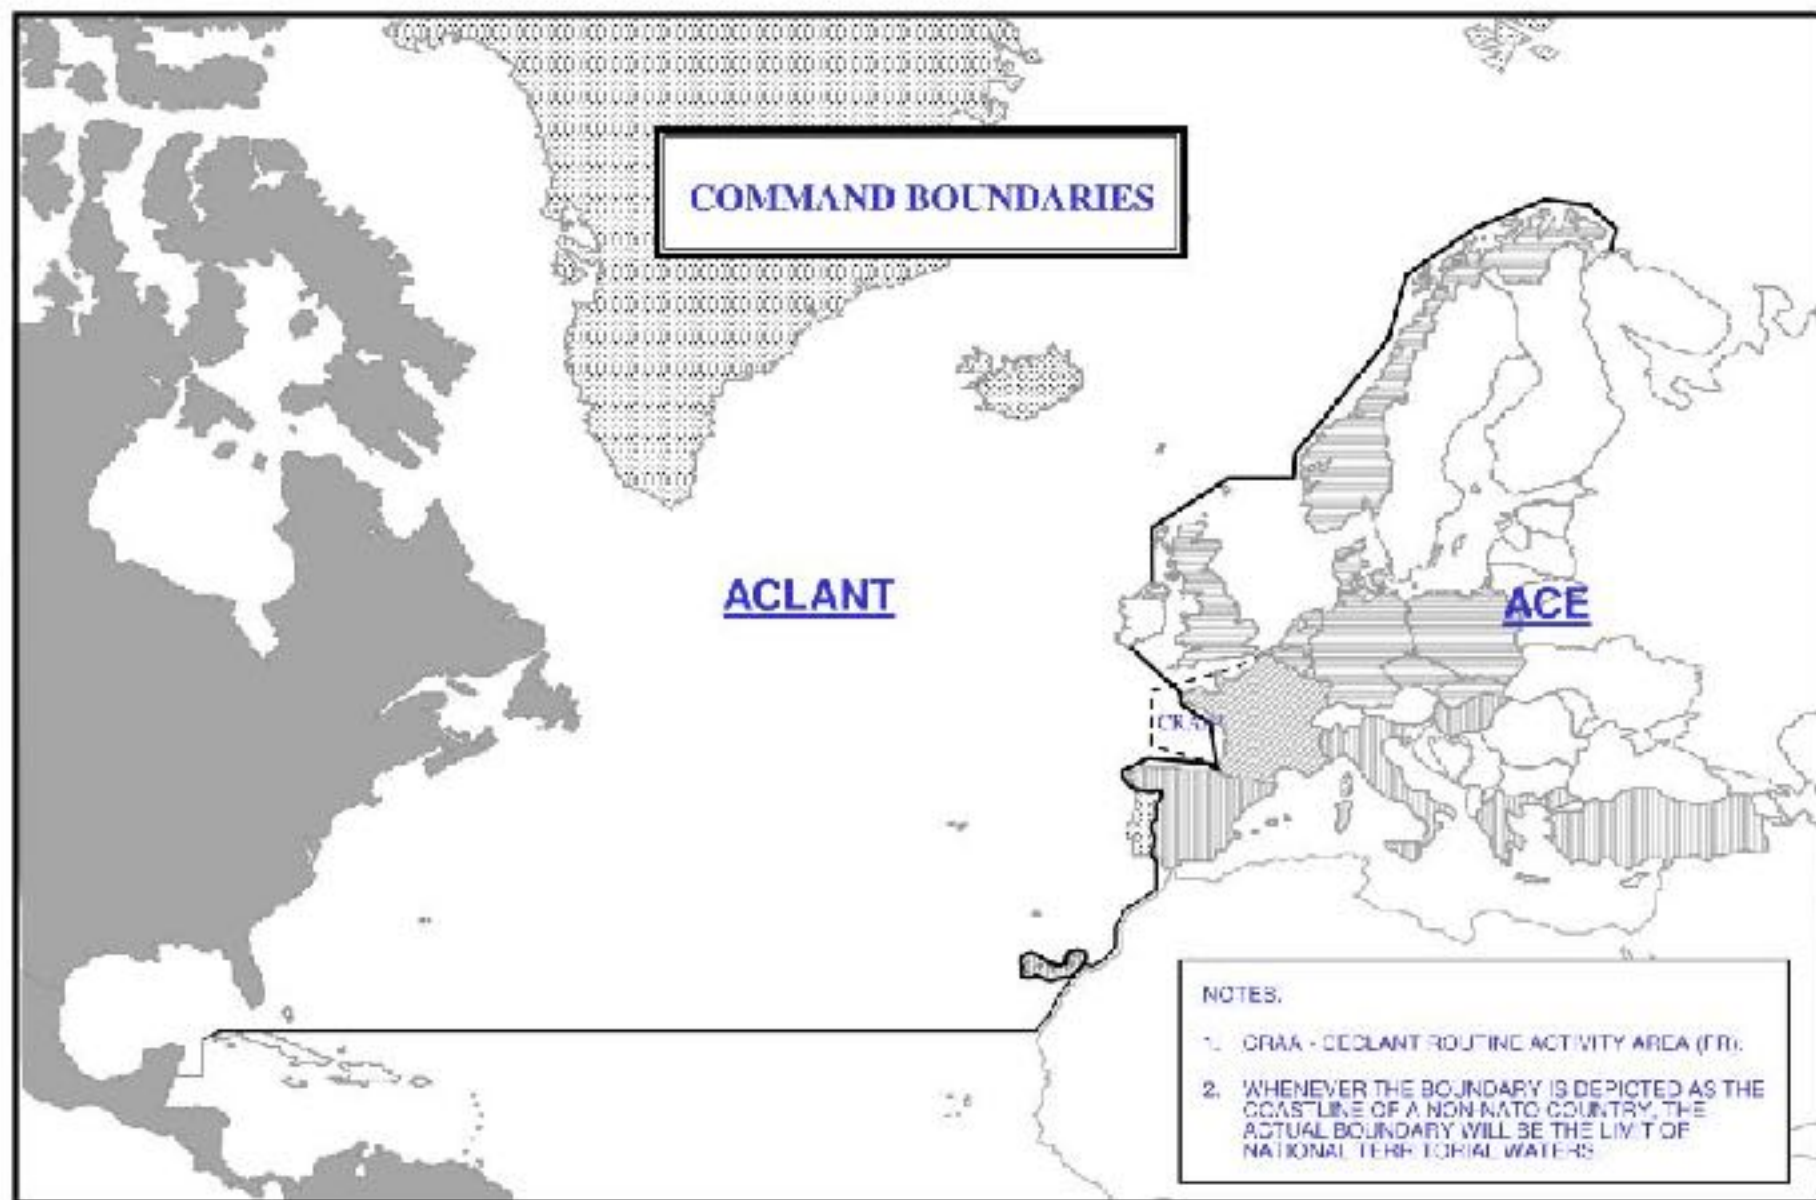 COMMAND BOUNDARIES
ACLANT
ACE
NOTES.
1. CRAA - CECLANT ROUTINE ACTIVITY AREA (FR).
2. WHENEVER THE BOUNDARY IS DEPICTED AS THE
COASTLINE OF A NON-NATO COUNTRY, THE
ACTUAL BOUNDARY WILL BE THE LIMIT OF
NATIONAL TERRITORIAL WATERS.